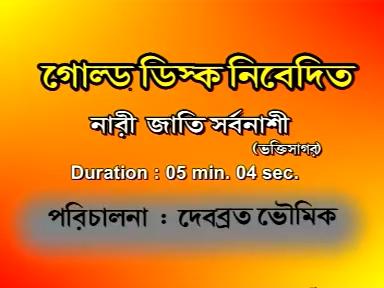 গোল্ড ডিস্ক নিবেদিত
নারী জাতি সর্বনাশী
(ভক্তিসাগর)
Duration : 05 min. 04 sec.
পরিচালনা : দেবব্রত ভৌমিক